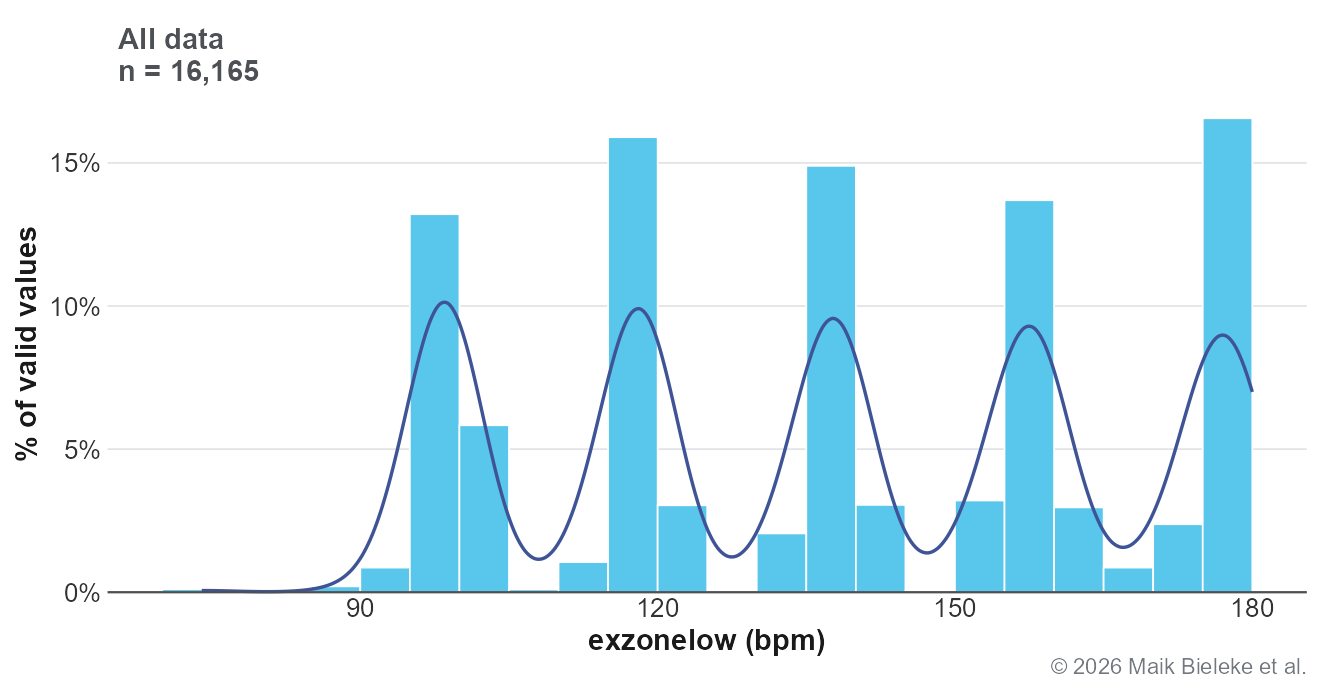 All data
n = 16,165
% of valid values
15%
10%
5%
0%
90
120
150
180
exzonelow (bpm)
© 2026 Maik Bieleke et al.